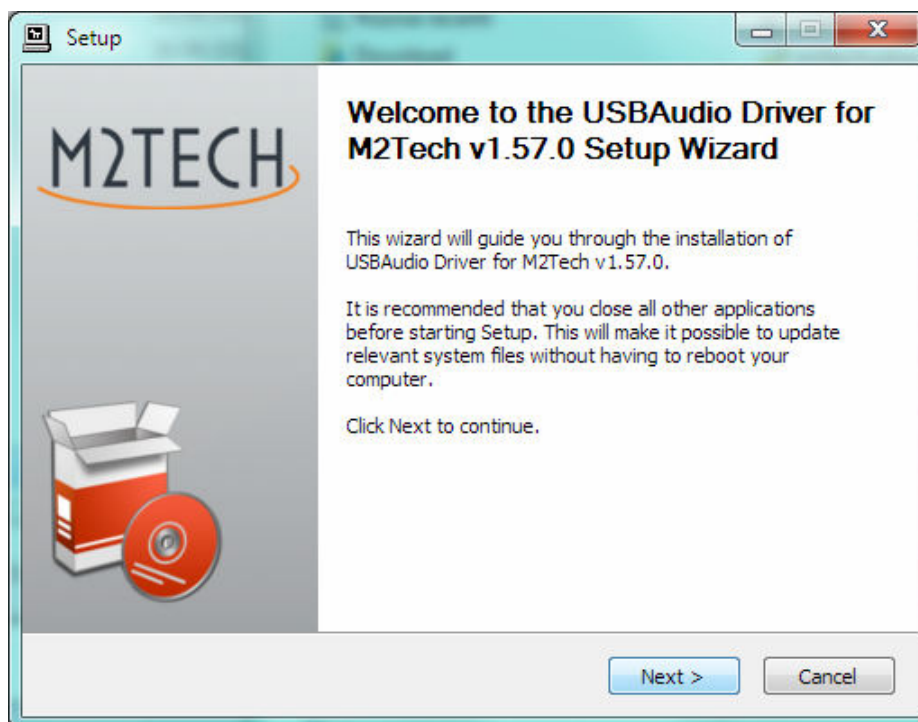 Setup
M2TECH
Welcome to the USBAudio Driver for
M2Tech v1.57.0 Setup Wizard
This wizard will guide you through the installation of
USBAudio Driver for M2Tech v1.57.0.
It is recommended that you close all other applications
before starting Setup. This will make it possible to update
relevant system files without having to reboot your
computer.
Click Next to continue.
Next >
Cancel